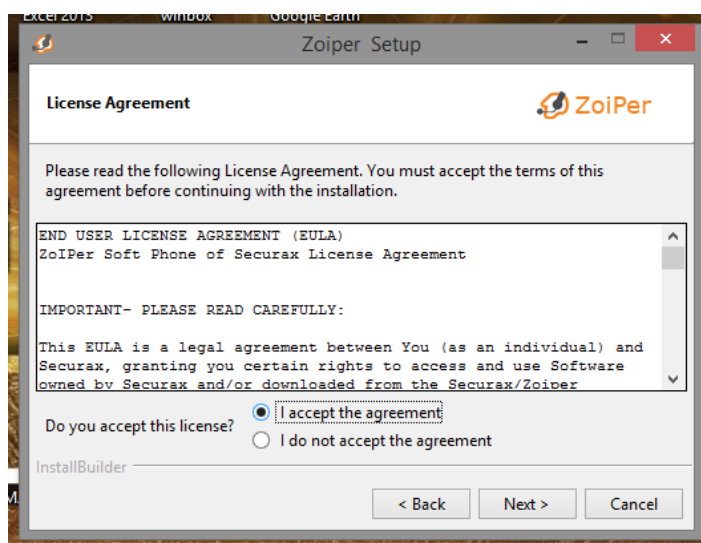 Excel 2013 winbox Google Earth
Zoiper Setup
License Agreement
ZoiPer
Please read the following License Agreement. You must accept the terms of this
agreement before continuing with the installation.
END USER LICENSE AGREEMENT (EULA)
ZoIPer Soft Phone of Securax License Agreement
IMPORTANT- PLEASE READ CAREFULLY:
This EULA is a legal agreement between You (as an individual) and
Securax, granting you certain rights to access and use Software
owned by Securax and/or downloaded from the Securax/Zoiper
Do you accept this license?
I accept the agreement
I do not accept the agreement
InstallBuilder
< Back Next > Cancel